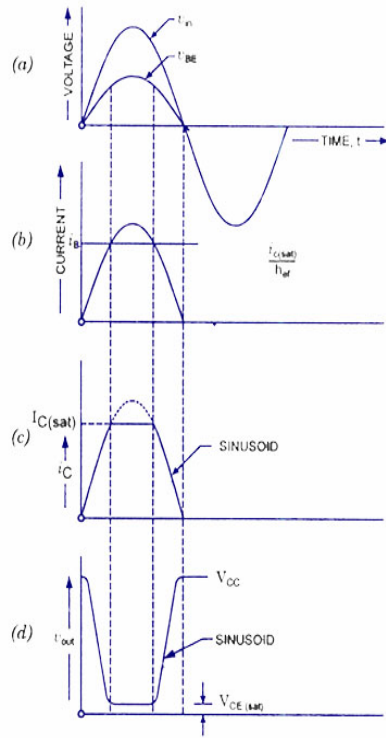 v_in
(a)
VOLTAGE
v_BE
TIME, t
(b)
CURRENT
i_B
I_C(sat)
h_ef
(c)
I_C(sat)
i_C
SINUSOID
(d)
v_out
V_CC
SINUSOID
V_CE (sat)